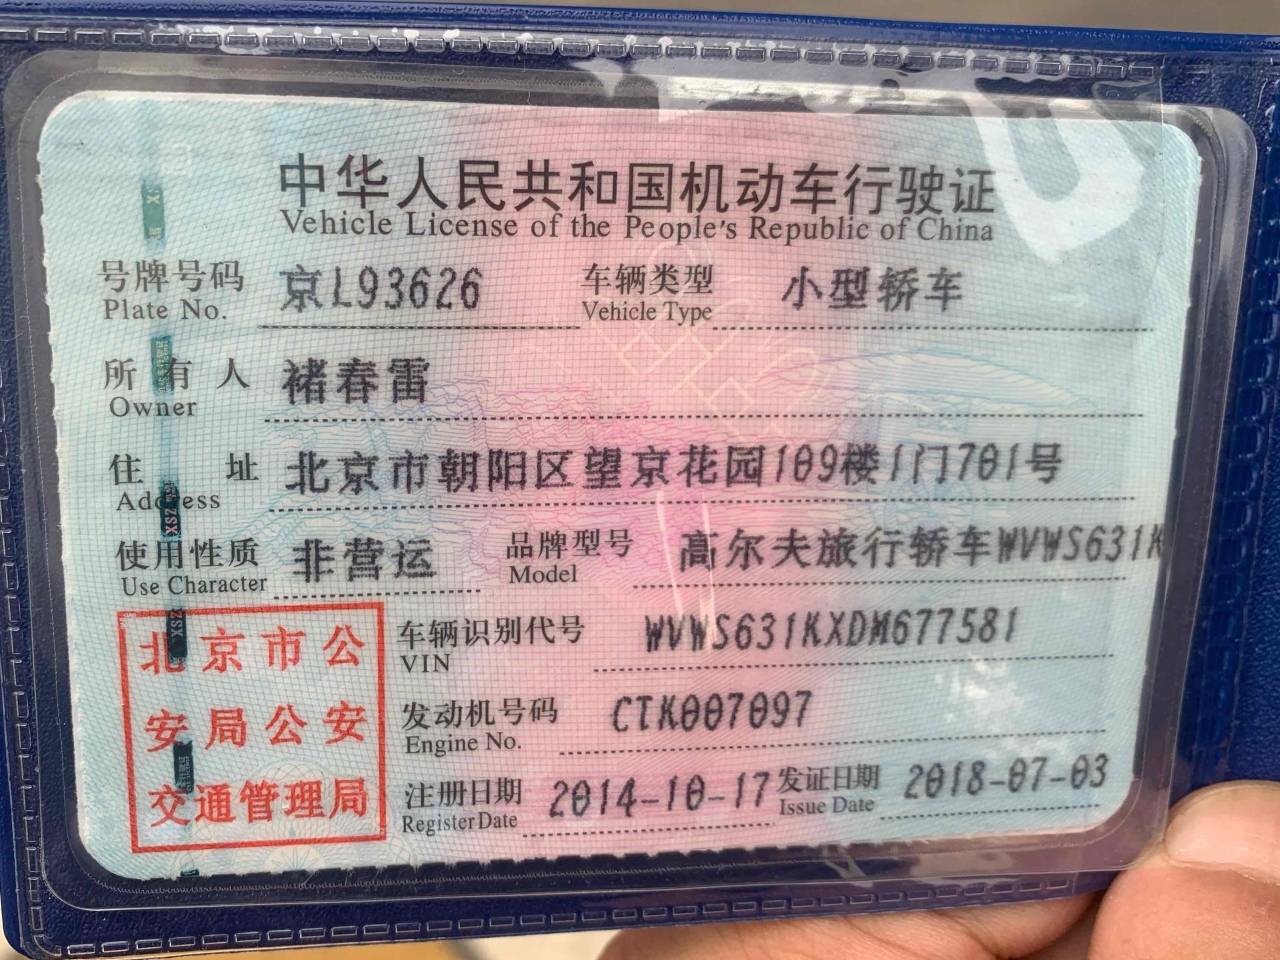 中华人民共和国机动车行驶证
Vehicle License of the People's Republic of China
号牌号码 京L93626 车辆类型 小型轿车
Plate No. Vehicle Type
所有人 褚春雷
Owner
住址 北京市朝阳区望京花园109楼1门701号
Address
使用性质 非营运 品牌型号 高尔夫旅行轿车WVWS631K
Use Character Model
北京市公
安局公安
交通管理局
车辆识别代号 WVWS631KXDM677581
VIN
发动机号码 CTK007097
Engine No.
注册日期 2014-10-17 发证日期 2018-07-03
Register Date Issue Date